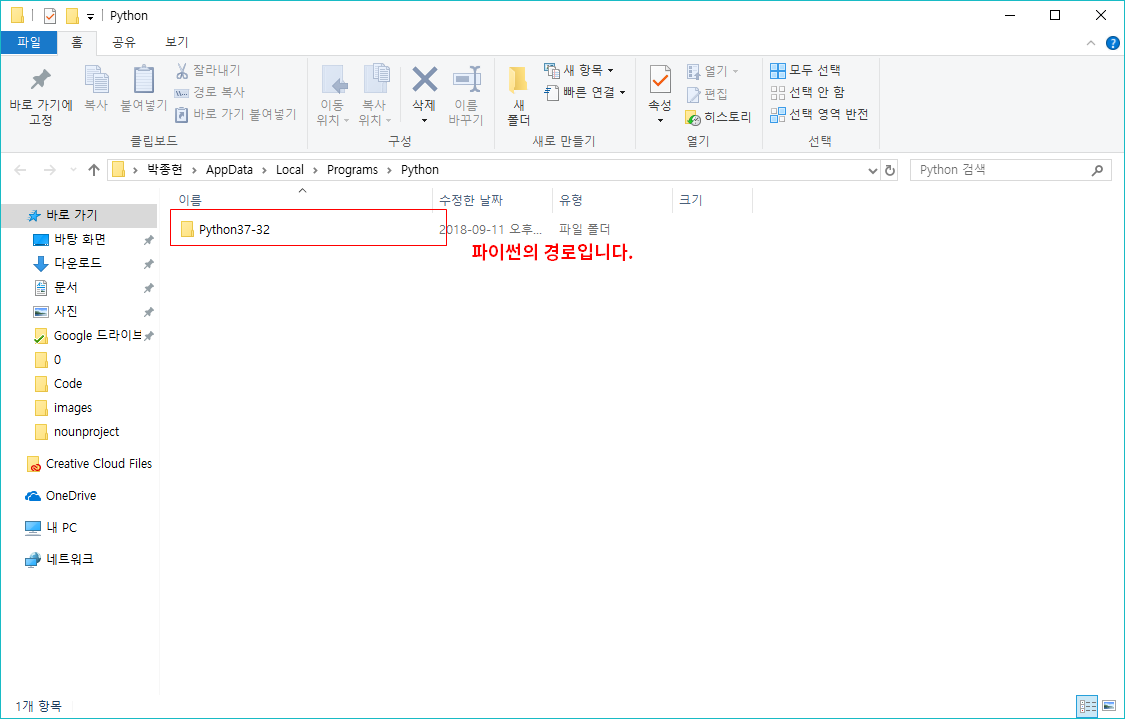 Python
파일 홈 공유 보기
바로 가기에 고정
복사
붙여넣기
잘라내기
경로 복사
바로 가기 붙여넣기
클립보드
이동 위치
복사 위치
삭제
이름 바꾸기
구성
새 폴더
새 항목
빠른 연결
새로 만들기
속성
열기
편집
히스토리
열기
모두 선택
선택 안 함
선택 영역 반전
선택
박종현 › AppData › Local › Programs › Python
Python 검색
이름 수정한 날짜 유형 크기
Python37-32 2018-09-11 오후... 파일 폴더
파이썬의 경로입니다.
바로 가기
바탕 화면
다운로드
문서
사진
Google 드라이브
0
Code
images
nounproject
Creative Cloud Files
OneDrive
내 PC
네트워크
1개 항목